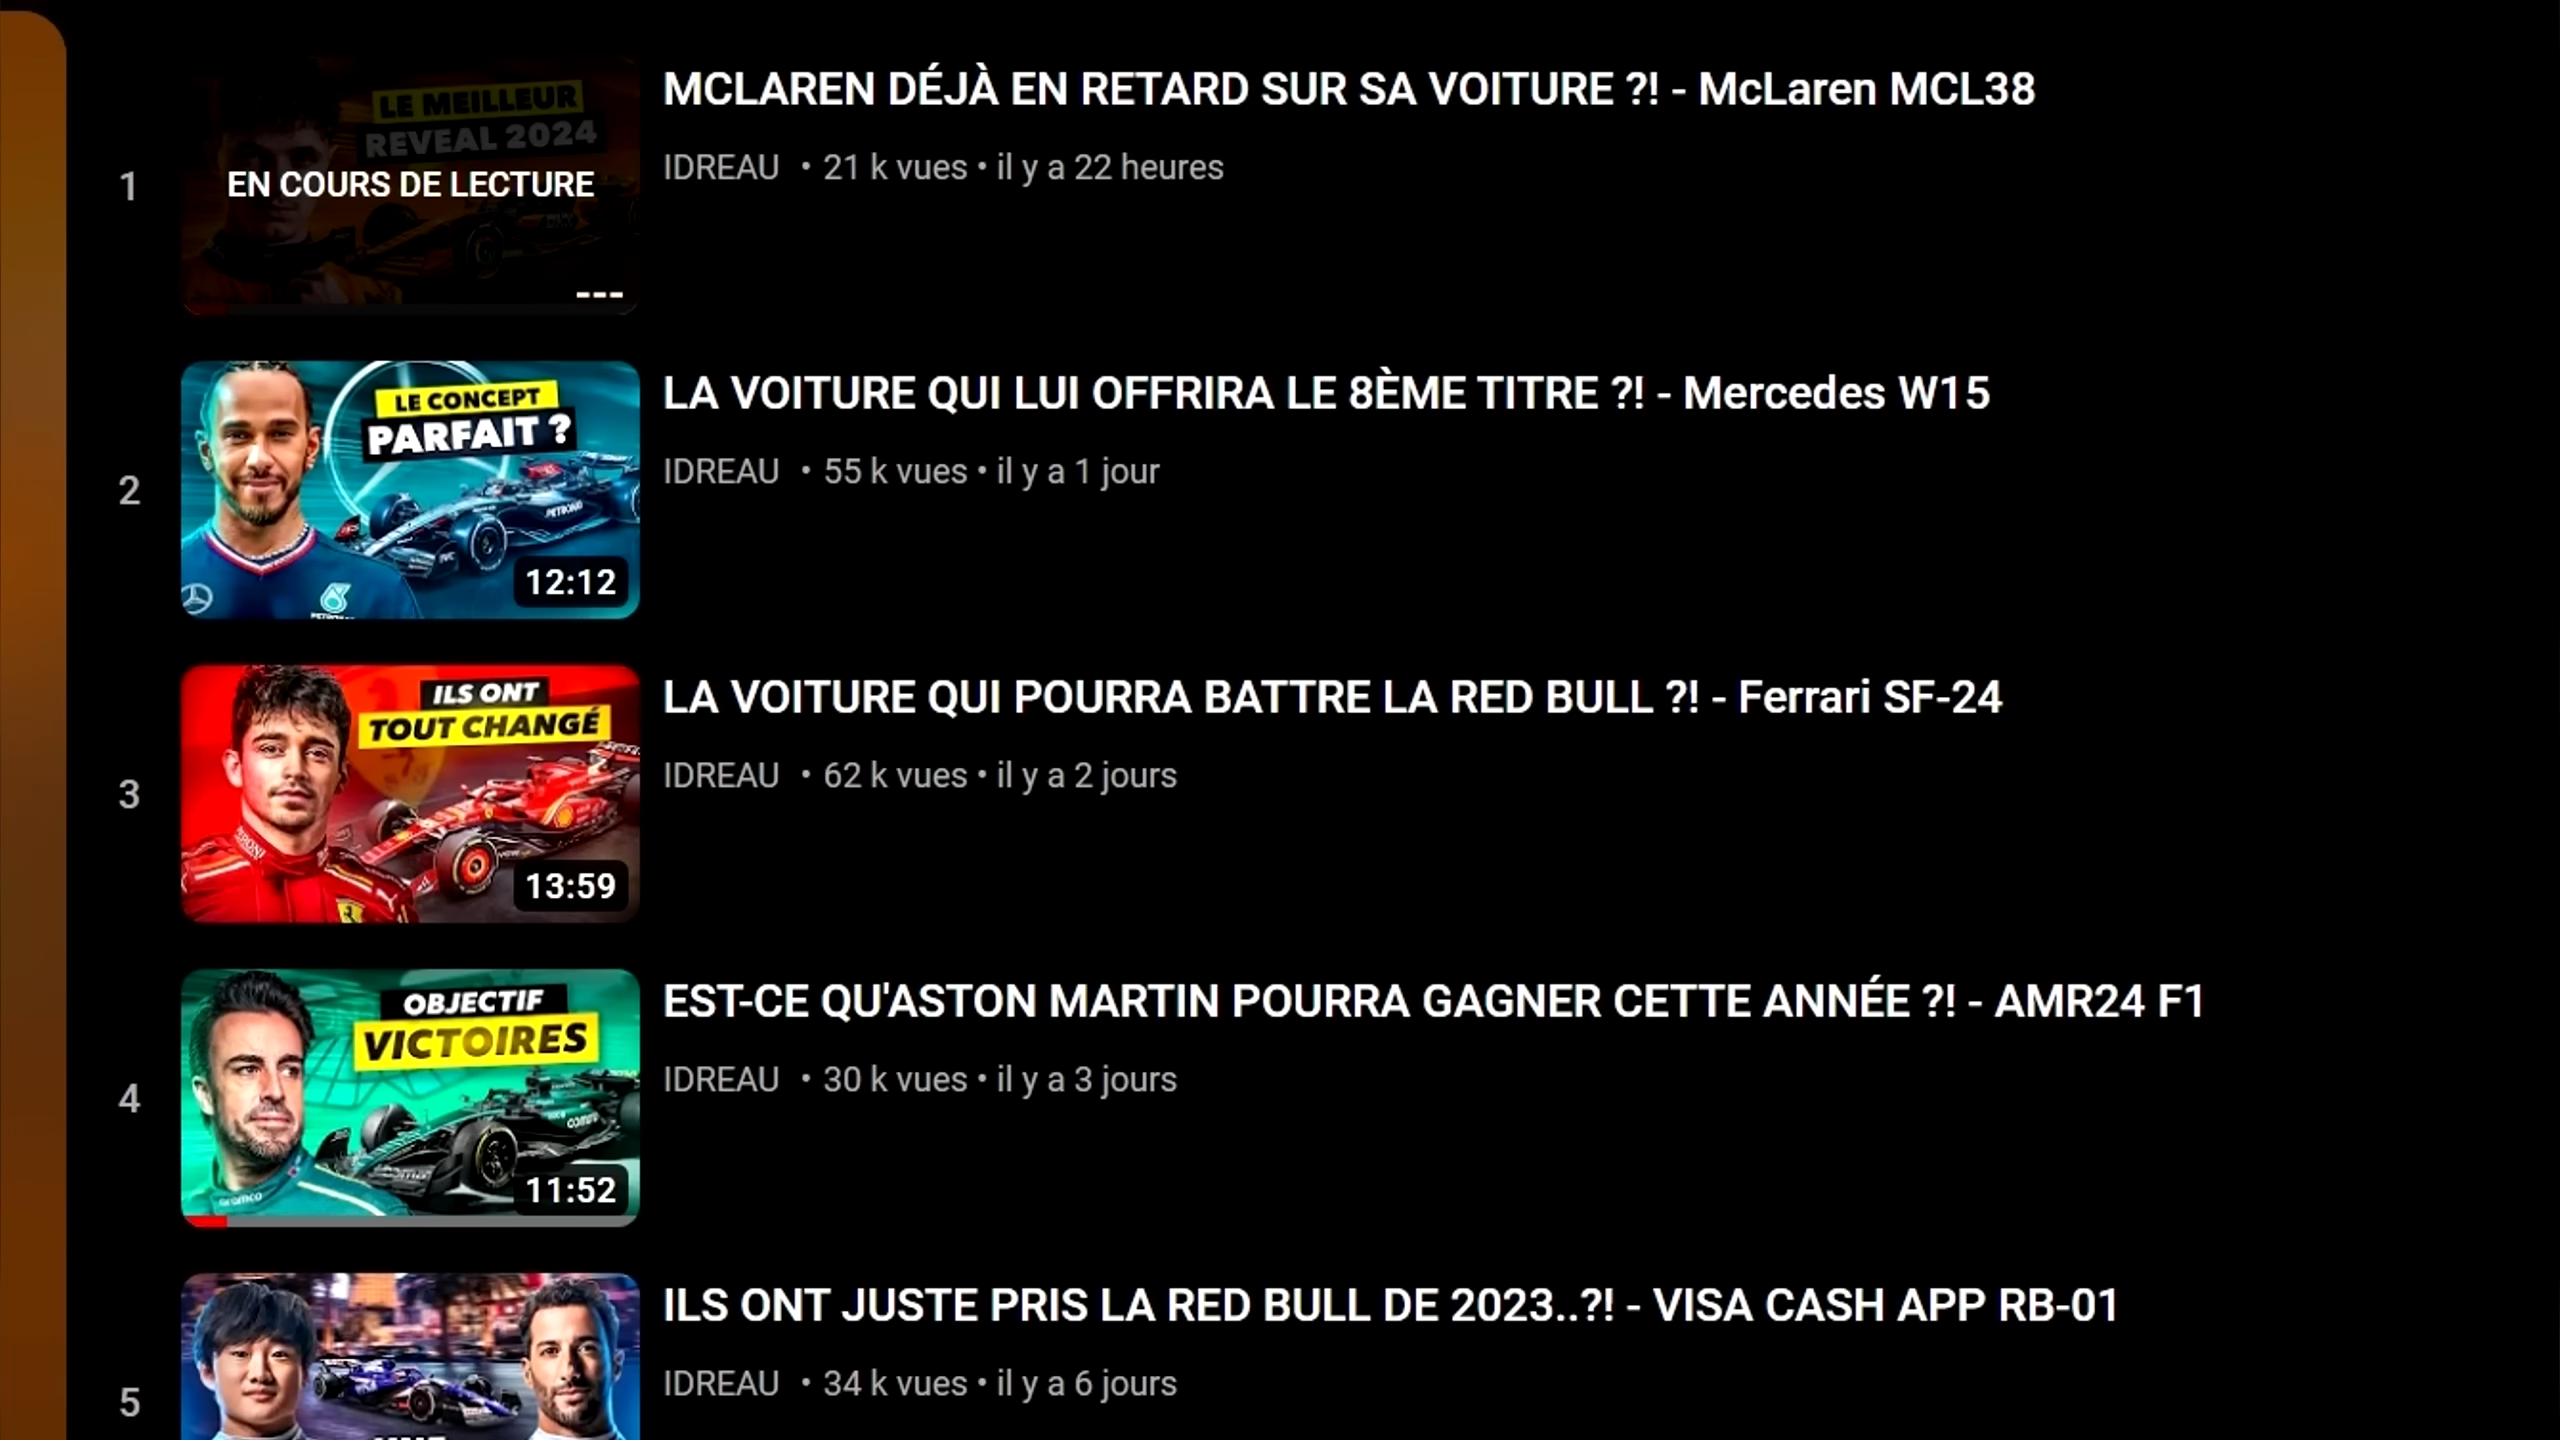 1
LE MEILLEUR
REVEAL 2024
EN COURS DE LECTURE
---
MCLAREN DÉJÀ EN RETARD SUR SA VOITURE ?! - McLaren MCL38
IDREAU • 21 k vues • il y a 22 heures
2
LE CONCEPT
PARFAIT ?
PETRONAS
12:12
LA VOITURE QUI LUI OFFRIRA LE 8ÈME TITRE ?! - Mercedes W15
IDREAU • 55 k vues • il y a 1 jour
3
ILS ONT
TOUT CHANGÉ
13:59
LA VOITURE QUI POURRA BATTRE LA RED BULL ?! - Ferrari SF-24
IDREAU • 62 k vues • il y a 2 jours
4
OBJECTIF
VICTOIRES
aramco
11:52
EST-CE QU'ASTON MARTIN POURRA GAGNER CETTE ANNÉE ?! - AMR24 F1
IDREAU • 30 k vues • il y a 3 jours
5
ILS ONT JUSTE PRIS LA RED BULL DE 2023..?! - VISA CASH APP RB-01
IDREAU • 34 k vues • il y a 6 jours